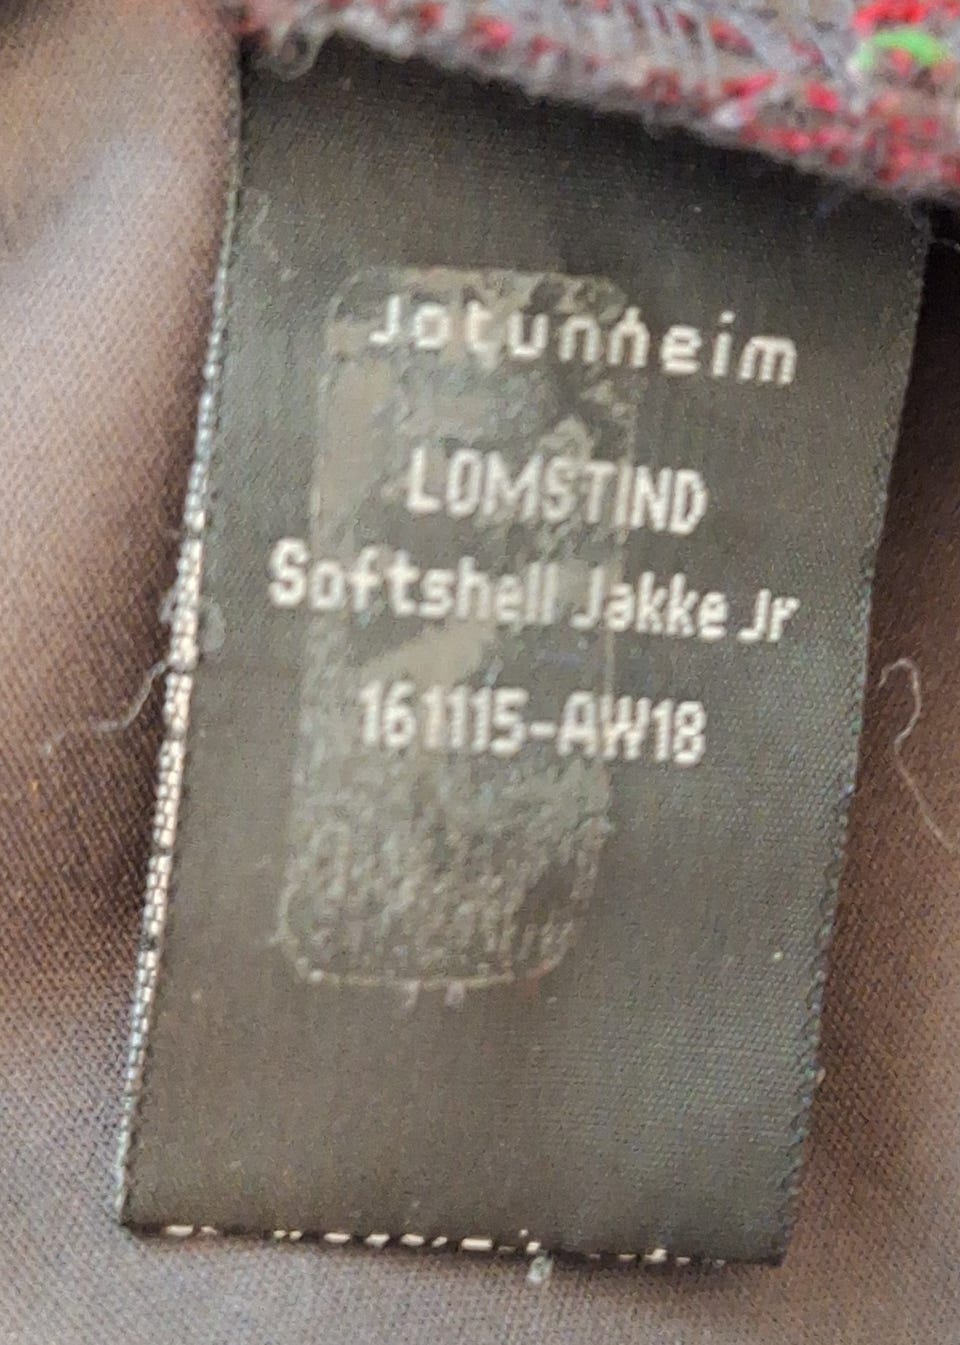 Jotunheim
LOMSTIND
Softshell Jakke Jr
161115-AW18